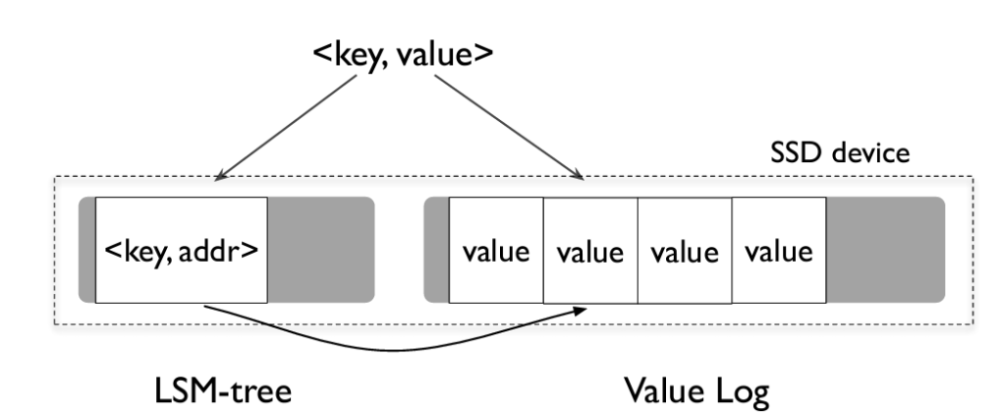 <key, value>
SSD device
<key, addr>
value
value
value
value
LSM-tree
Value Log